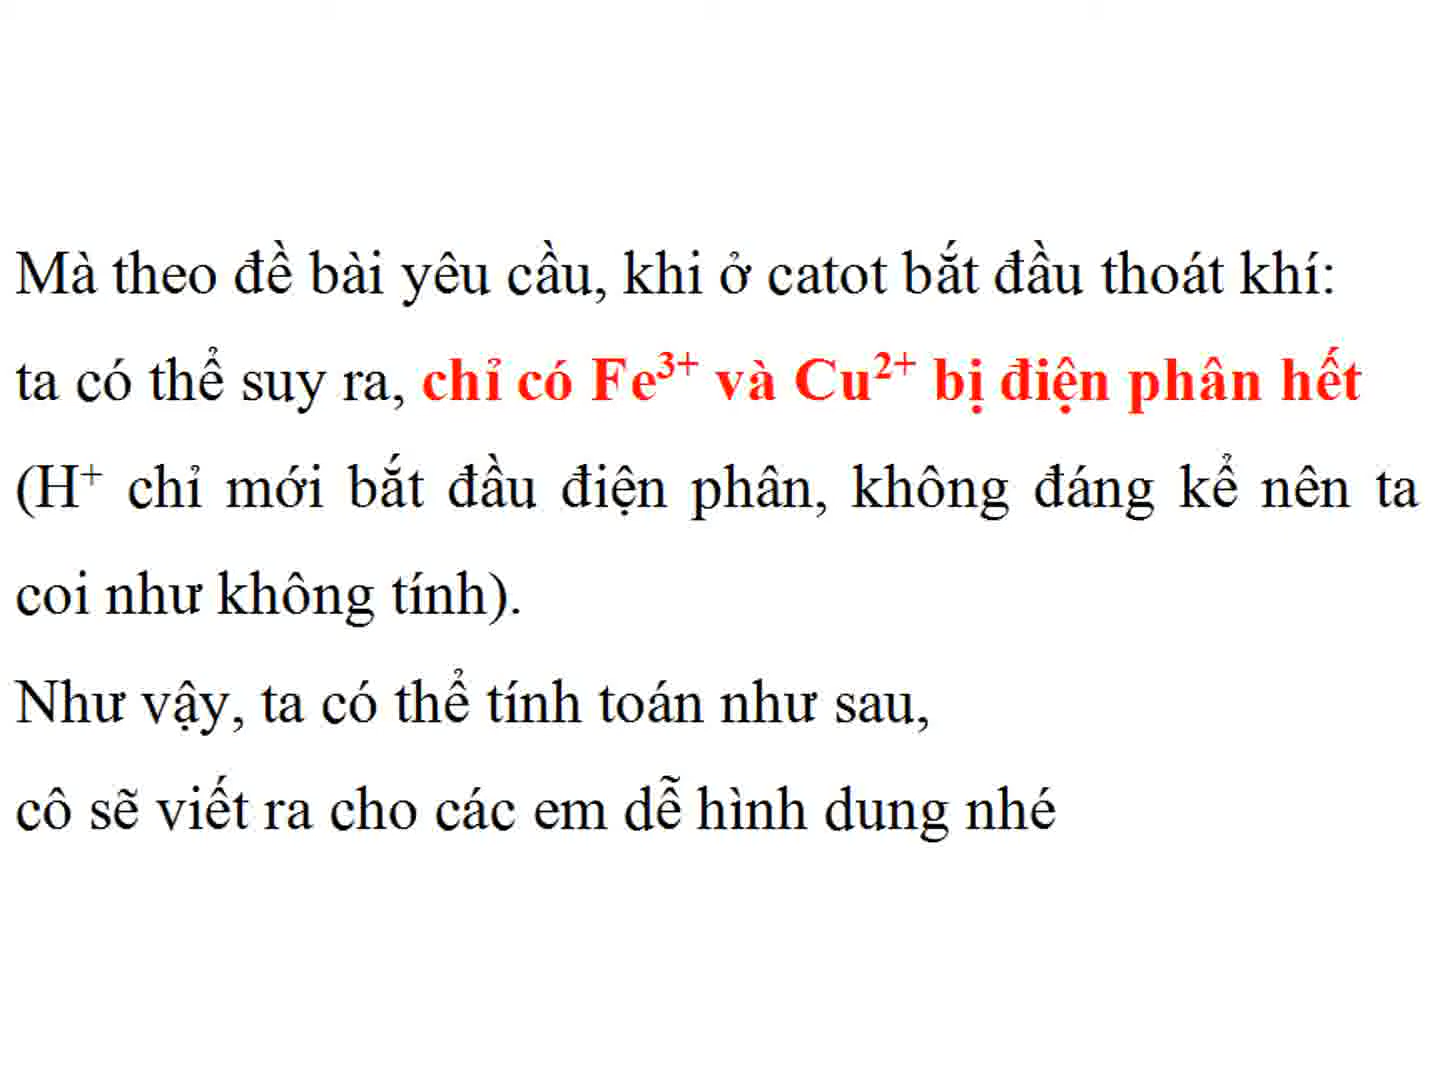 Mà theo đề bài yêu cầu, khi ở catot bắt đầu thoát khí:
ta có thể suy ra, chỉ có Fe³⁺ và Cu²⁺ bị điện phân hết
(H⁺ chỉ mới bắt đầu điện phân, không đáng kể nên ta
coi như không tính).
Như vậy, ta có thể tính toán như sau,
cô sẽ viết ra cho các em dễ hình dung nhé